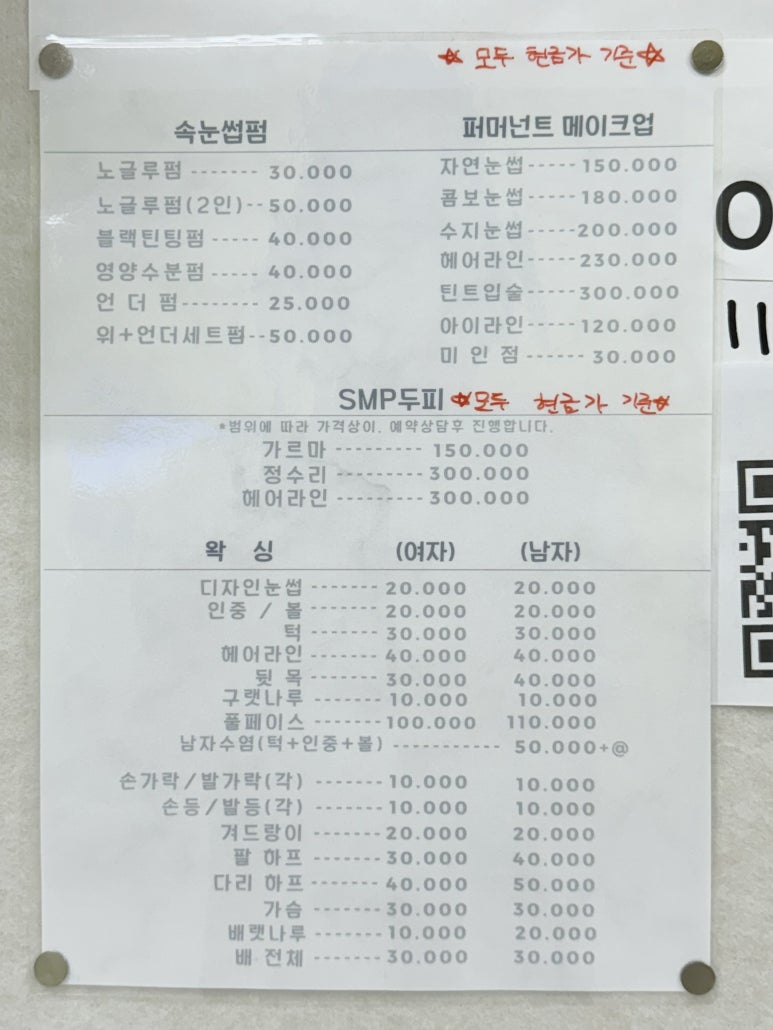 ☆ 모두 현금가 기준☆
속눈썹펌
노글루펌 ------- 30.000
노글루펌(2인)--50.000
블랙틴팅펌 ----- 40.000
영양수분펌 ----- 40.000
언 더 펌-------- 25.000
위+언더세트펌--50.000
퍼머넌트 메이크업
자연눈썹-----150.000
콤보눈썹-----180.000
수지눈썹-----200.000
헤어라인-----230.000
틴트입술-----300.000
아이라인-----120.000
미 인 점 ------ 30.000
SMP두피 ☆모두 현금가 기준☆
*범위에 따라 가격상이, 예약상담후 진행합니다.
가르마 --------- 150.000
정수리 ---------300.000
헤어라인 ---------300.000
왁 싱 (여자) (남자)
디자인눈썹 ------- 20.000 20.000
인중 / 볼 ------- 20.000 20.000
턱 ------- 30.000 30.000
헤어라인 ------- 40.000 40.000
뒷 목 ------- 30.000 40.000
구랫나루 ------- 10.000 10.000
풀페이스 -------100.000 110.000
남자수염(턱+인중+볼) ----------- 50.000+@
손가락/발가락(각) ------- 10.000 10.000
손등/발등(각) ------- 10.000 10.000
겨드랑이 ------- 20.000 20.000
팔 하프 ------- 30.000 40.000
다리 하프 ------- 40.000 50.000
가슴 ------- 30.000 30.000
배랫나루 ------- 10.000 20.000
배 전체 ------- 30.000 30.000